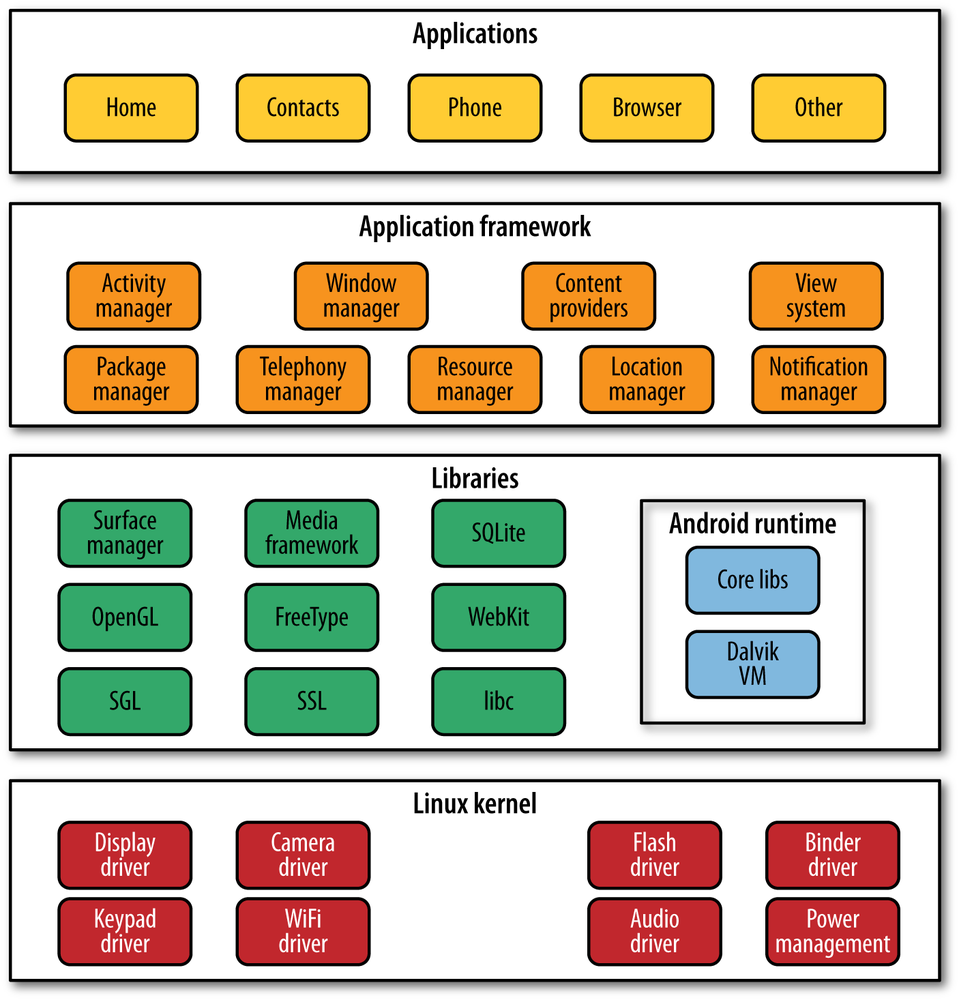 Applications
Home
Contacts
Phone
Browser
Other
Application framework
Activity
manager
Window
manager
Content
providers
View
system
Package
manager
Telephony
manager
Resource
manager
Location
manager
Notification
manager
Libraries
Surface
manager
Media
framework
SQLite
OpenGL
FreeType
WebKit
SGL
SSL
libc
Android runtime
Core libs
Dalvik
VM
Linux kernel
Display
driver
Camera
driver
Flash
driver
Binder
driver
Keypad
driver
WiFi
driver
Audio
driver
Power
management